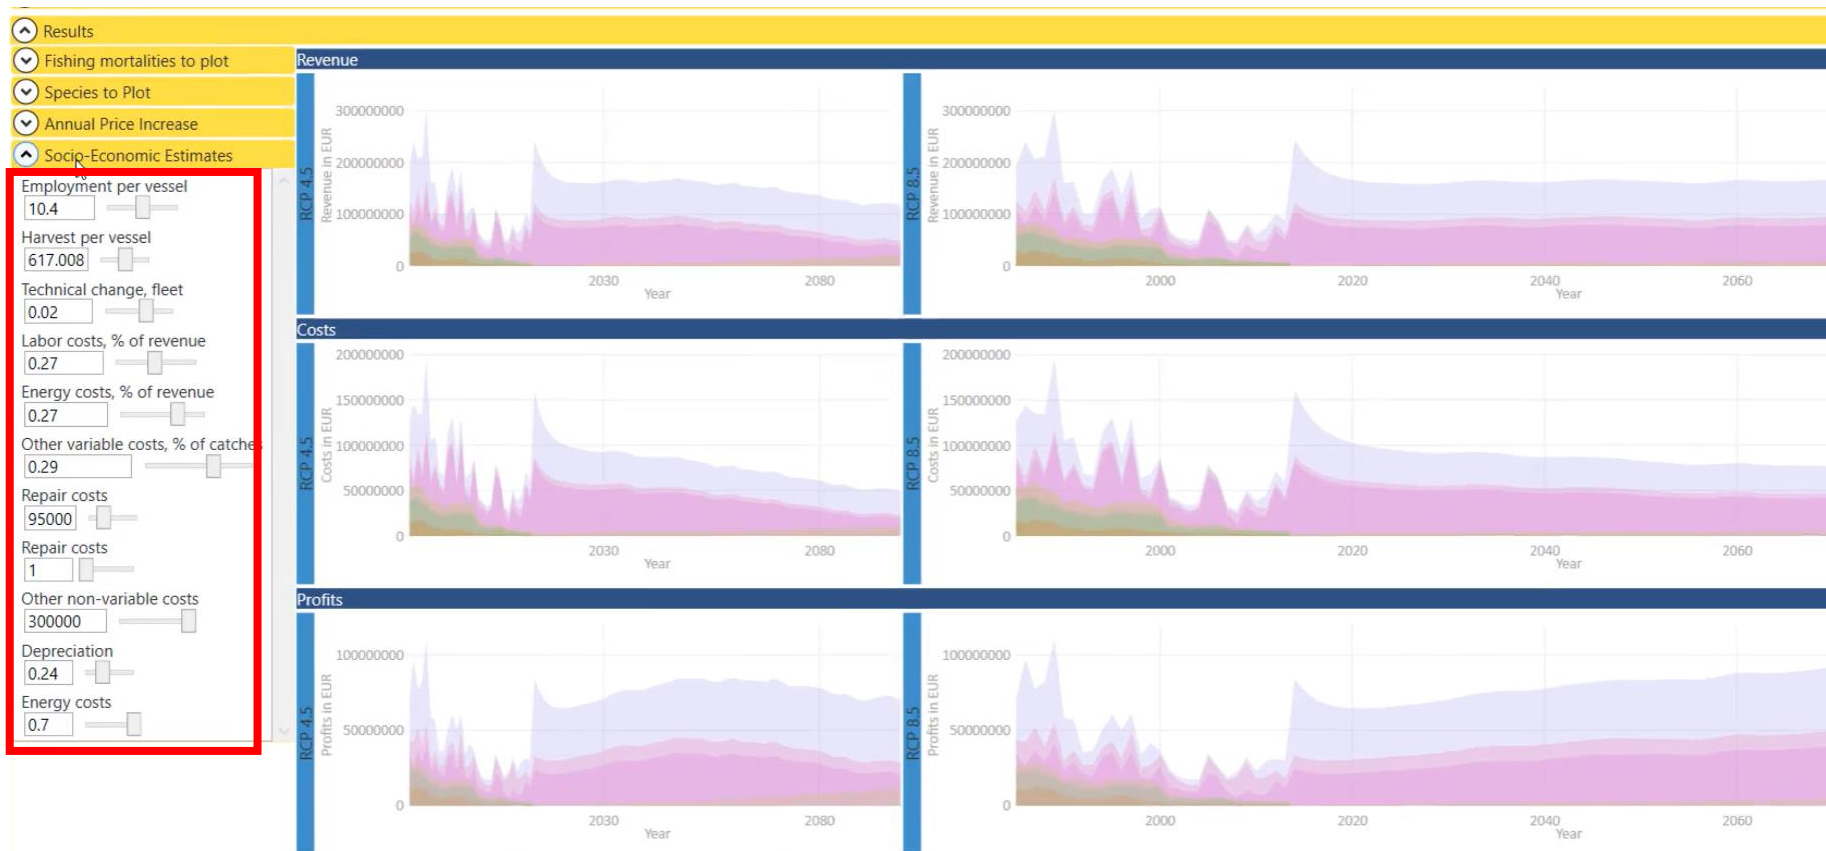 Results
Fishing mortalities to plot
Species to Plot
Annual Price Increase
Socio-Economic Estimates
Employment per vessel
10.4
Harvest per vessel
617.008
Technical change, fleet
0.02
Labor costs, % of revenue
0.27
Energy costs, % of revenue
0.27
Other variable costs, % of catches
0.29
Repair costs
95000
Repair costs
1
Other non-variable costs
300000
Depreciation
0.24
Energy costs
0.7
Revenue
RCP 4.5
Revenue in EUR
300000000
200000000
100000000
0
2030 2080
Year
RCP 8.5
Revenue in EUR
300000000
200000000
100000000
0
2000 2020 2040 2060
Year
Costs
RCP 4.5
Costs in EUR
200000000
150000000
100000000
50000000
0
2030 2080
Year
RCP 8.5
Costs in EUR
200000000
150000000
100000000
50000000
0
2000 2020 2040 2060
Year
Profits
RCP 4.5
Profits in EUR
100000000
50000000
0
2030 2080
Year
RCP 8.5
Profits in EUR
100000000
50000000
0
2000 2020 2040 2060
Year